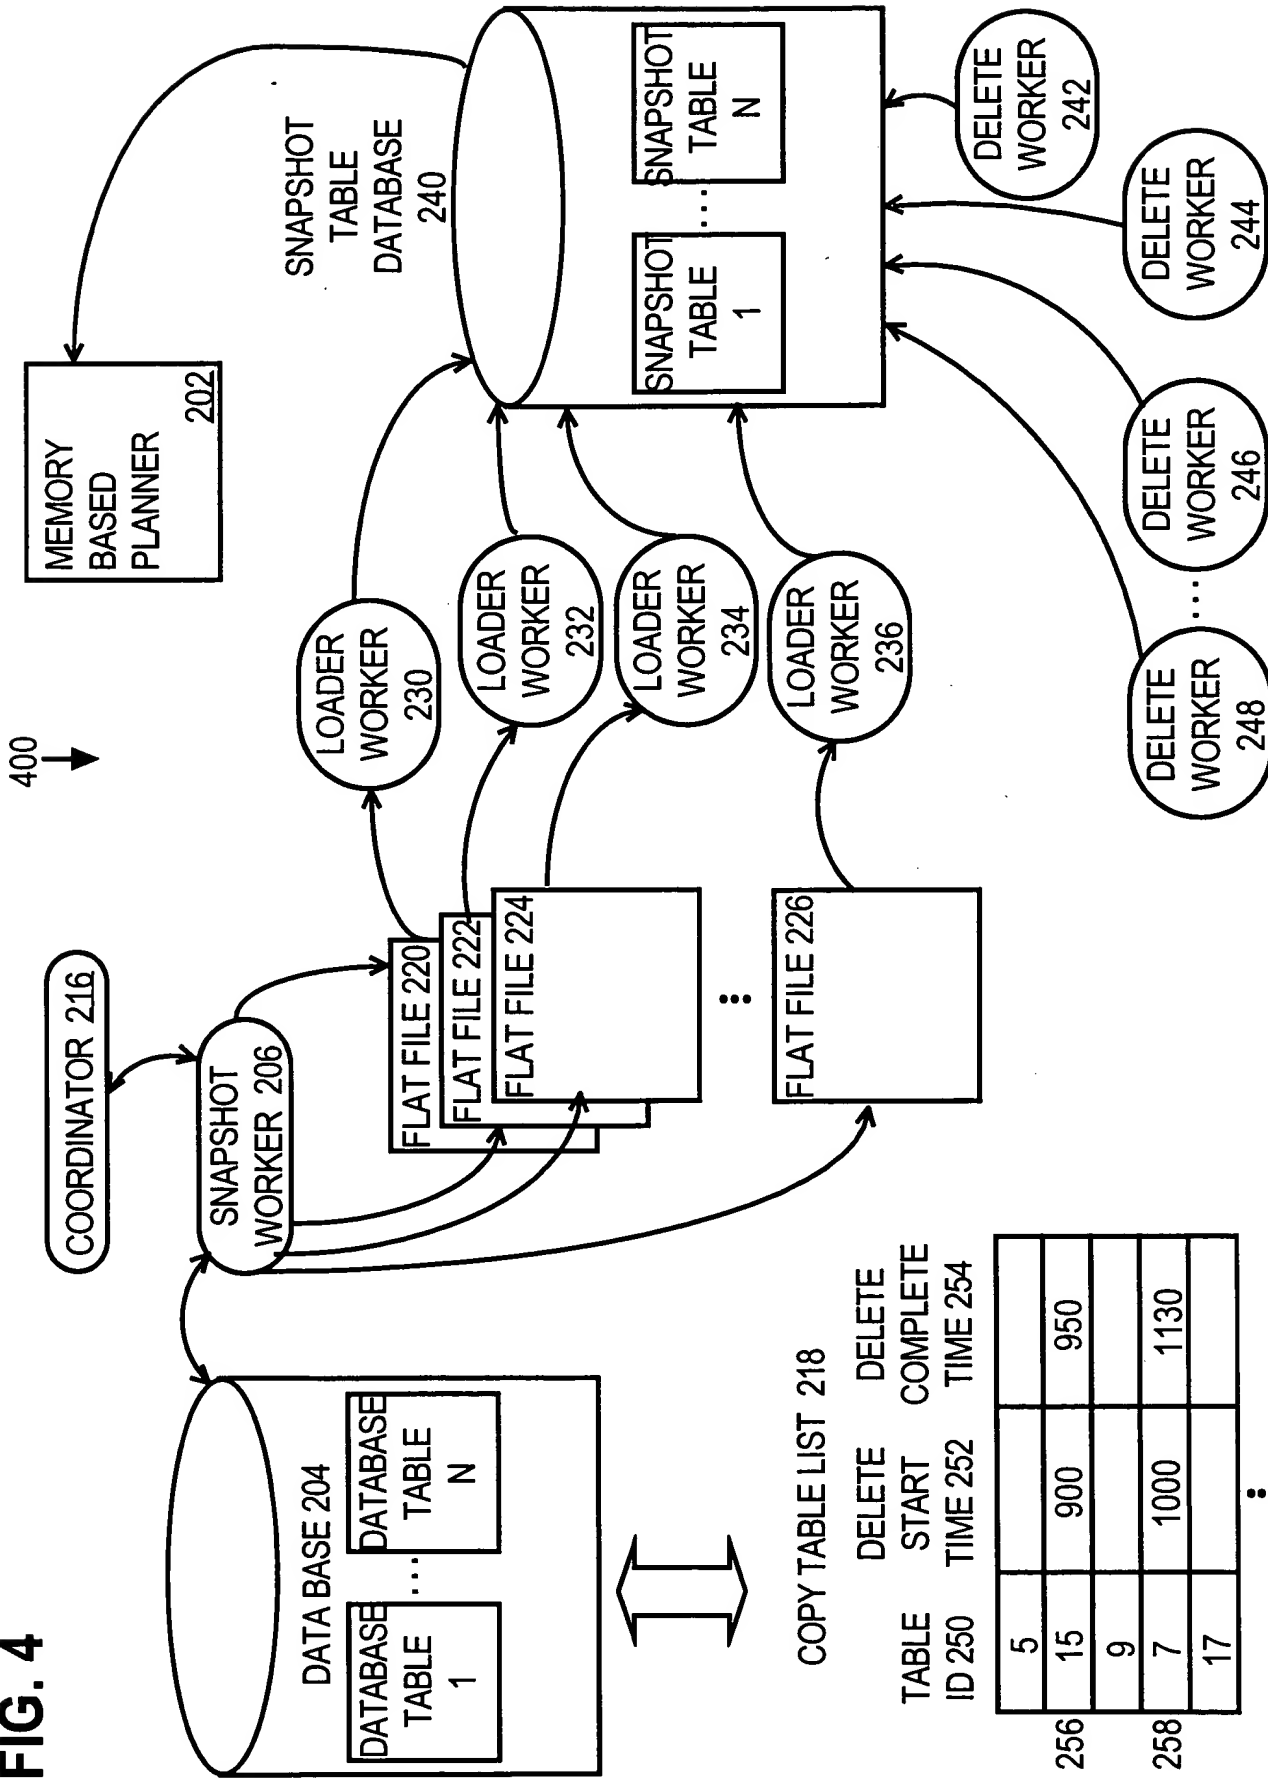 FIG. 4
400
COORDINATOR 216
MEMORY
BASED
PLANNER
202
SNAPSHOT
WORKER 206
DATA BASE 204
DATABASE
TABLE
1
....
DATABASE
TABLE
N
FLAT FILE 220
FLAT FILE 222
FLAT FILE 224
FLAT FILE 226
LOADER
WORKER
230
LOADER
WORKER
232
LOADER
WORKER
234
LOADER
WORKER
236
SNAPSHOT
TABLE
DATABASE
240
SNAPSHOT
TABLE
1
....
SNAPSHOT
TABLE
N
DELETE
WORKER
242
DELETE
WORKER
244
DELETE
WORKER
246
....
DELETE
WORKER
248
COPY TABLE LIST 218
TABLE
ID 250
DELETE
START
TIME 252
DELETE
COMPLETE
TIME 254
5
256 15 900 950
9
258 7 1000 1130
17